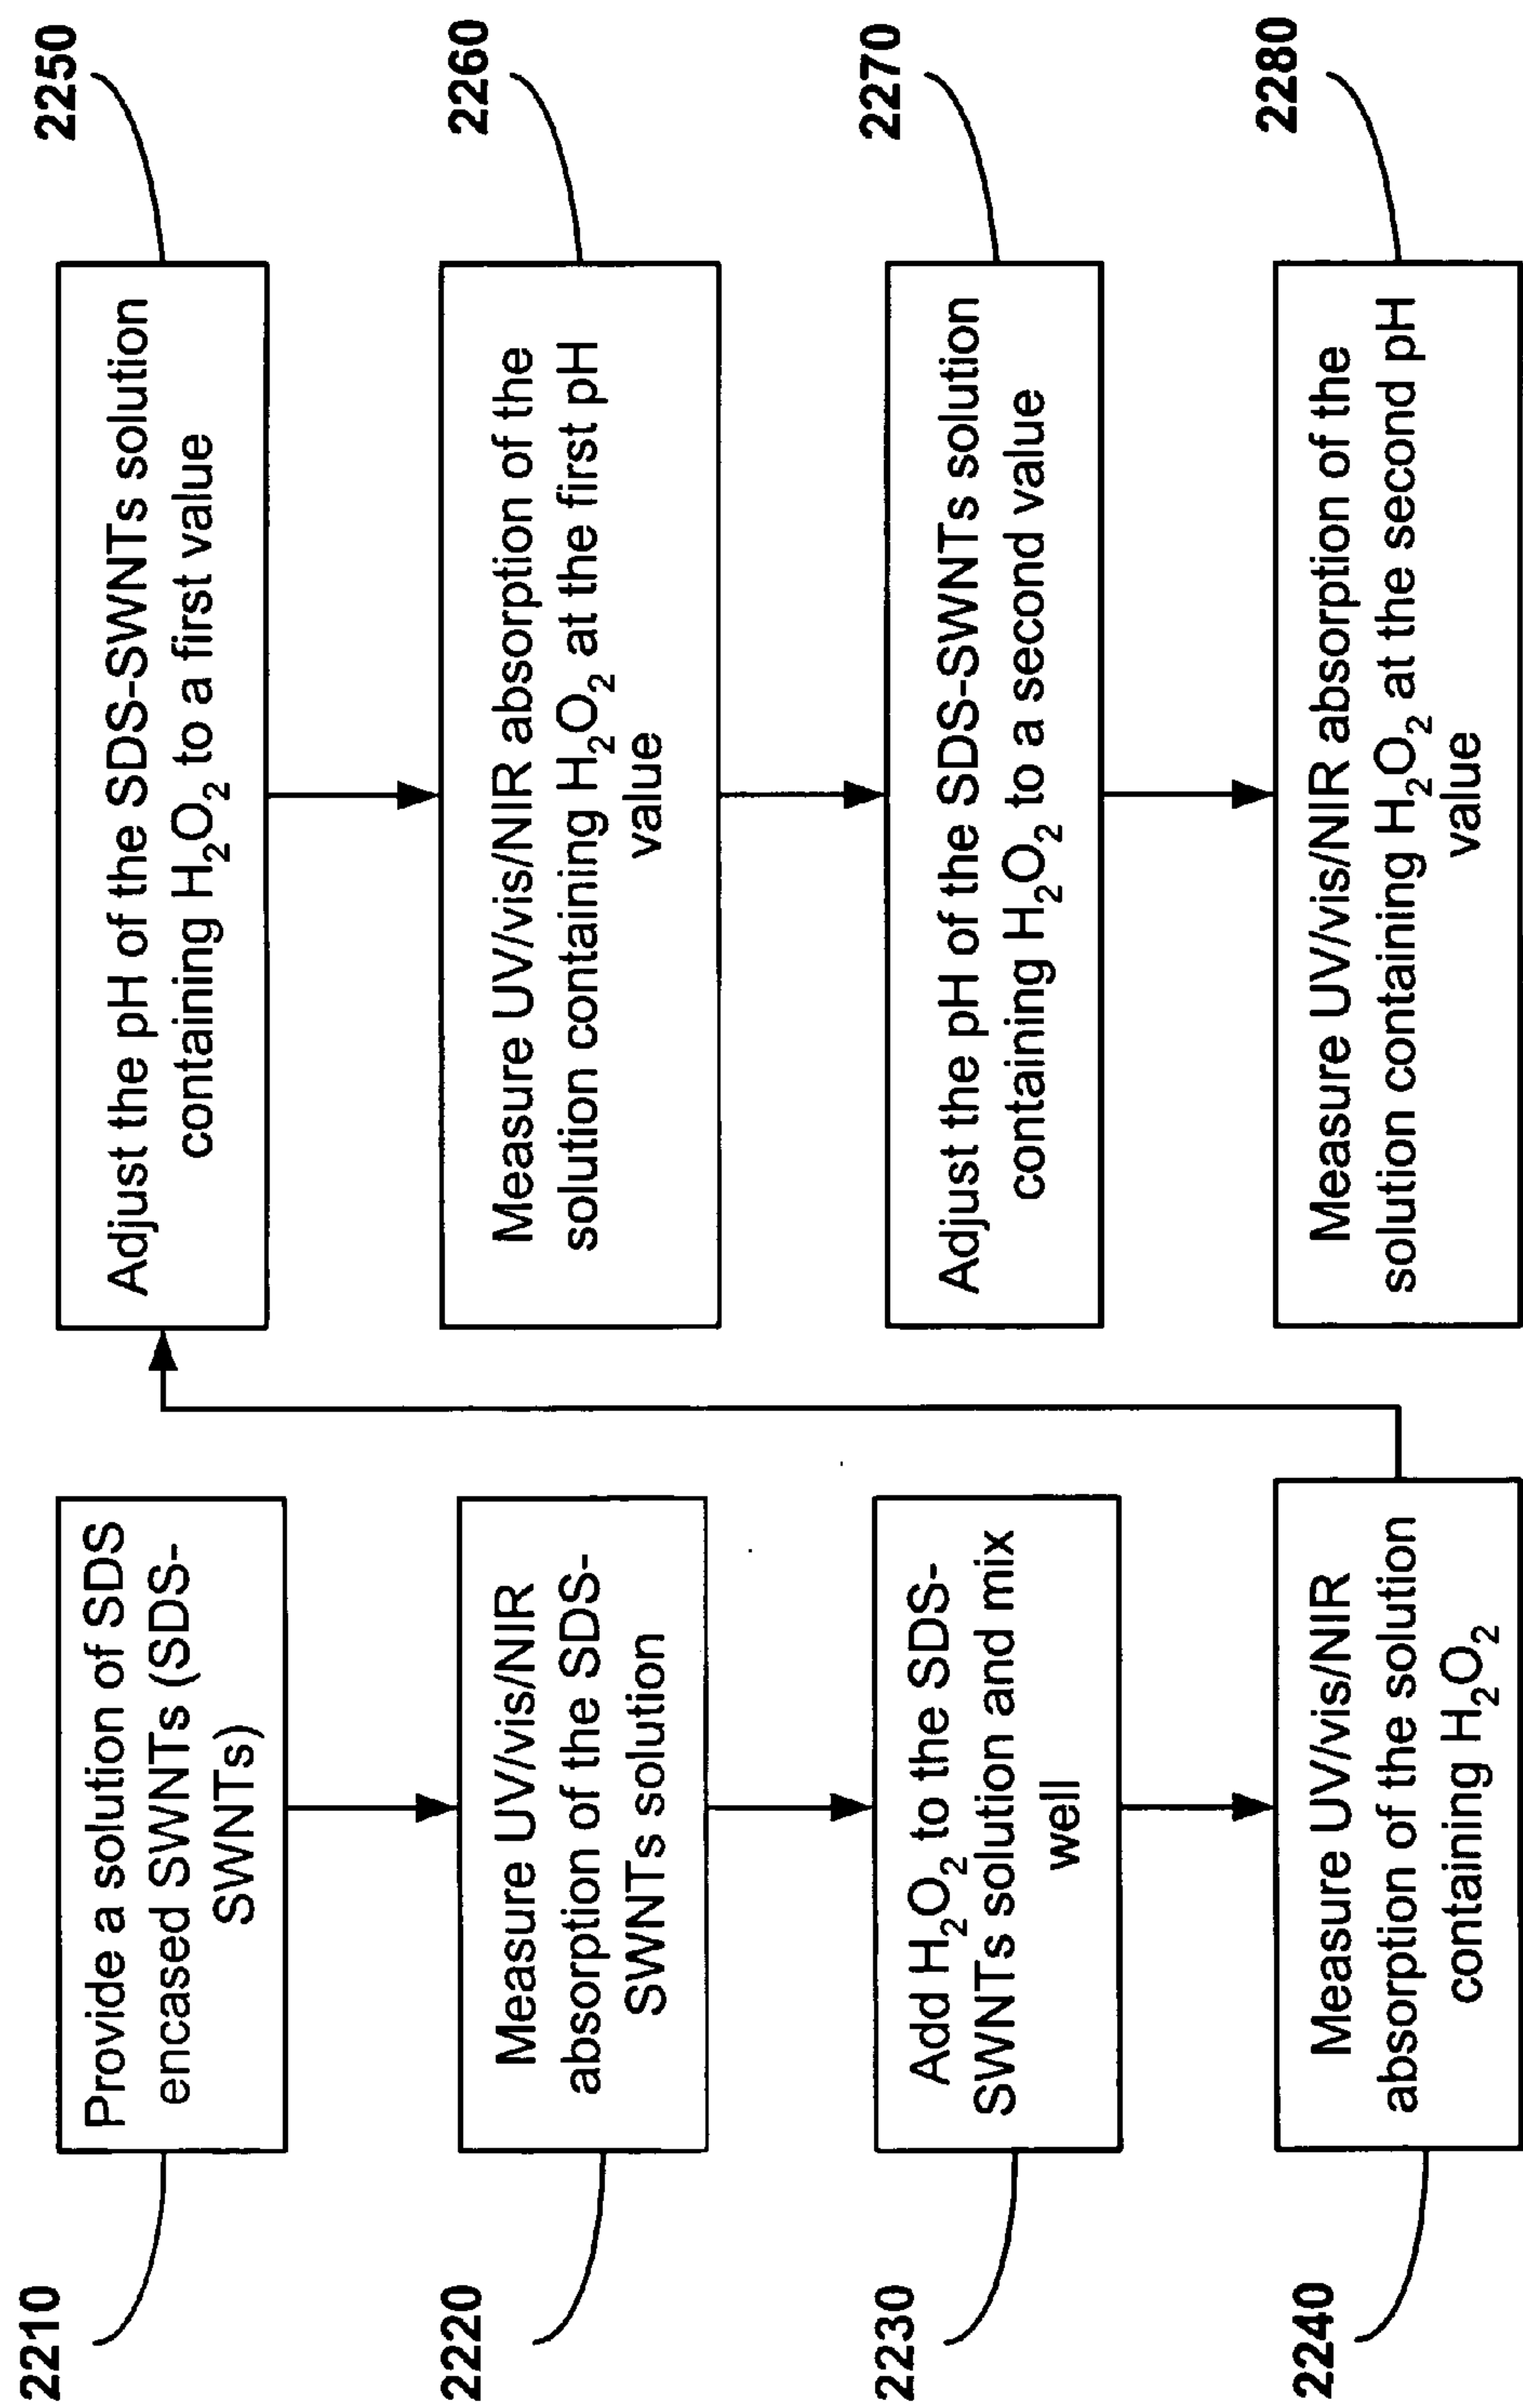 2210
Provide a solution of SDS
encased SWNTs (SDS-
SWNTs)
2220
Measure UV/vis/NIR
absorption of the SDS-
SWNTs solution
2230
Add H₂O₂ to the SDS-
SWNTs solution and mix
well
2240
Measure UV/vis/NIR
absorption of the solution
containing H₂O₂
2250
Adjust the pH of the SDS-SWNTs solution
containing H₂O₂ to a first value
2260
Measure UV/vis/NIR absorption of the
solution containing H₂O₂ at the first pH
value
2270
Adjust the pH of the SDS-SWNTs solution
containing H₂O₂ to a second value
2280
Measure UV/vis/NIR absorption of the
solution containing H₂O₂ at the second pH
value